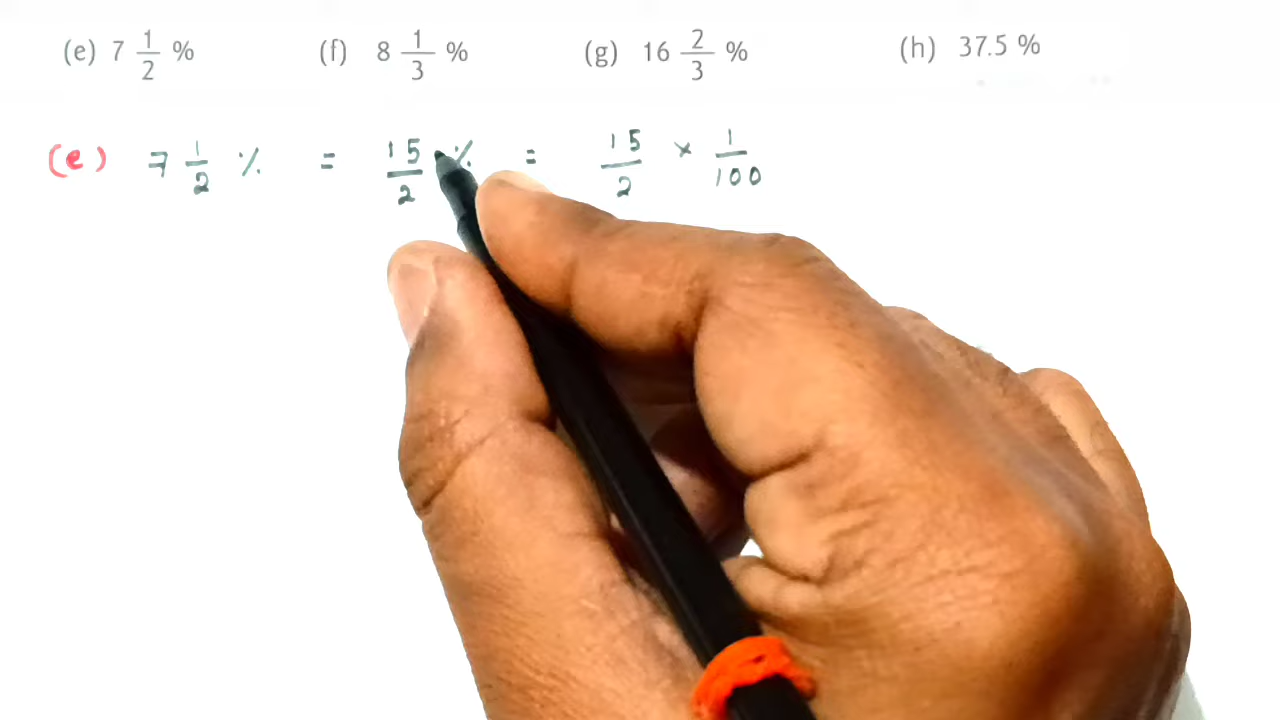 (e) 7 1/2 % (f) 8 1/3 % (g) 16 2/3 % (h) 37.5 %
(e) 7 1/2 % = 15/2 % = 15/2 × 1/100